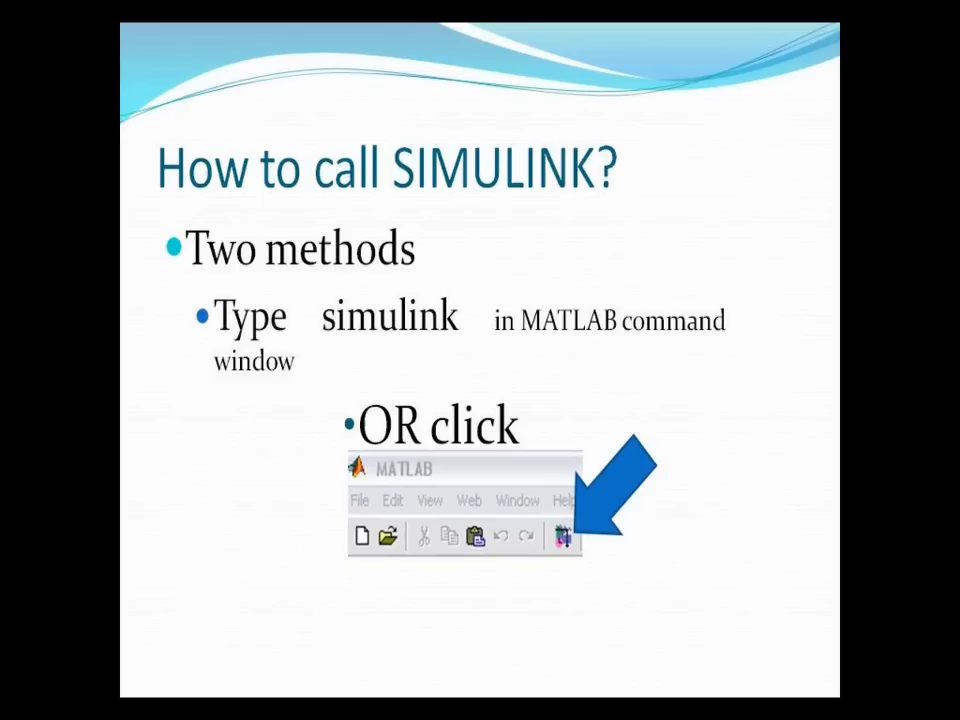 How to call SIMULINK?
Two methods
Type simulink in MATLAB command
window
OR click
MATLAB
File Edit View Web Window Help